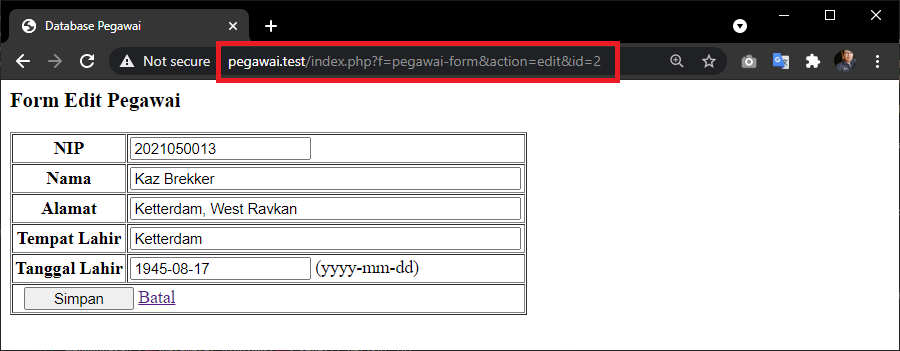 Database Pegawai
Not secure pegawai.test/index.php?f=pegawai-form&action=edit&id=2
Form Edit Pegawai
NIP 2021050013
Nama Kaz Brekker
Alamat Ketterdam, West Ravkan
Tempat Lahir Ketterdam
Tanggal Lahir 1945-08-17 (yyyy-mm-dd)
Simpan Batal